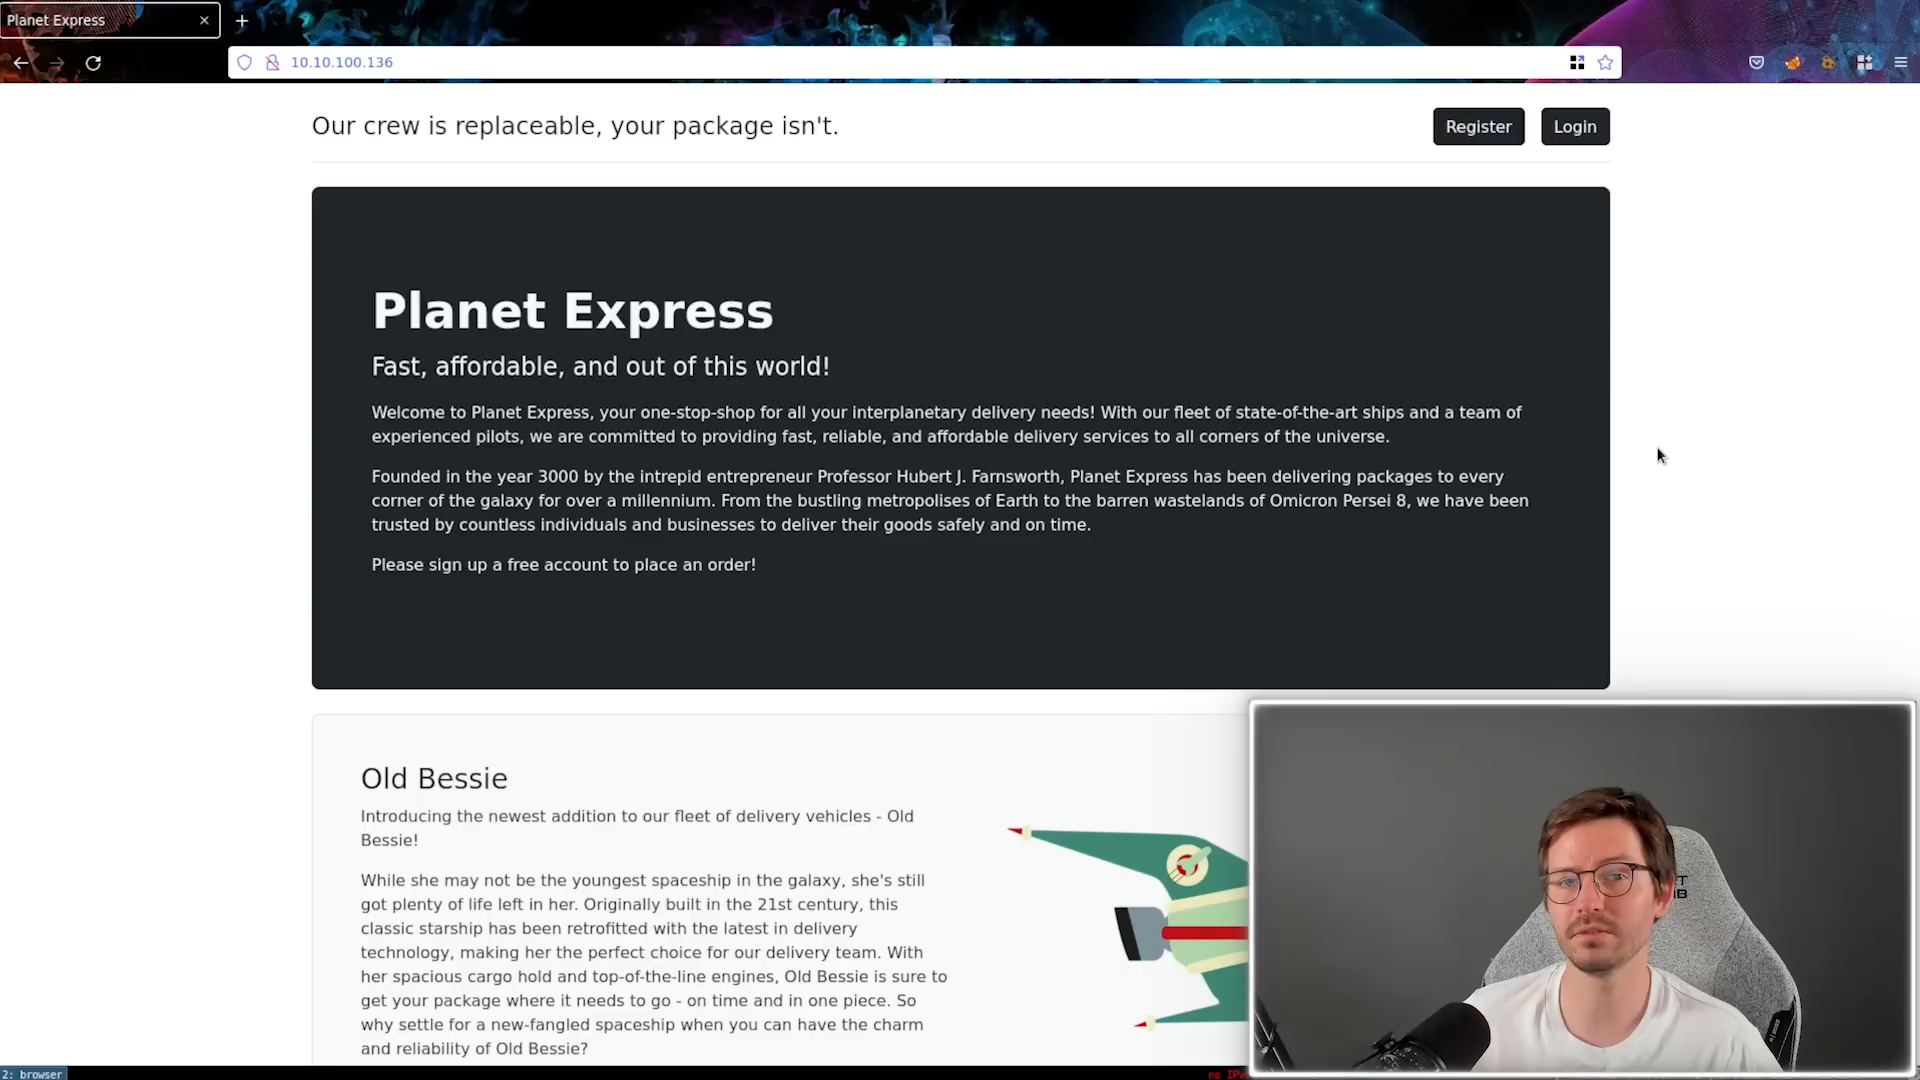 Planet Express
10.10.100.136
Our crew is replaceable, your package isn't.
Register
Login
Planet Express
Fast, affordable, and out of this world!
Welcome to Planet Express, your one-stop-shop for all your interplanetary delivery needs! With our fleet of state-of-the-art ships and a team of
experienced pilots, we are committed to providing fast, reliable, and affordable delivery services to all corners of the universe.
Founded in the year 3000 by the intrepid entrepreneur Professor Hubert J. Farnsworth, Planet Express has been delivering packages to every
corner of the galaxy for over a millennium. From the bustling metropolises of Earth to the barren wastelands of Omicron Persei 8, we have been
trusted by countless individuals and businesses to deliver their goods safely and on time.
Please sign up a free account to place an order!
Old Bessie
Introducing the newest addition to our fleet of delivery vehicles - Old
Bessie!
While she may not be the youngest spaceship in the galaxy, she's still
got plenty of life left in her. Originally built in the 21st century, this
classic starship has been retrofitted with the latest in delivery
technology, making her the perfect choice for our delivery team. With
her spacious cargo hold and top-of-the-line engines, Old Bessie is sure to
get your package where it needs to go - on time and in one piece. So
why settle for a new-fangled spaceship when you can have the charm
and reliability of Old Bessie?
2: browser
no